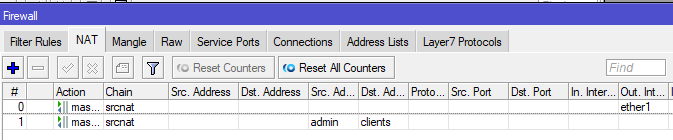 Firewall
Filter Rules NAT Mangle Raw Service Ports Connections Address Lists Layer7 Protocols
Reset Counters Reset All Counters Find
# Action Chain Src. Address Dst. Address Src. Ad... Dst. Ad... Proto... Src. Port Dst. Port In. Inter... Out. Int...
0 mas... srcnat ether1
1 mas... srcnat admin clients